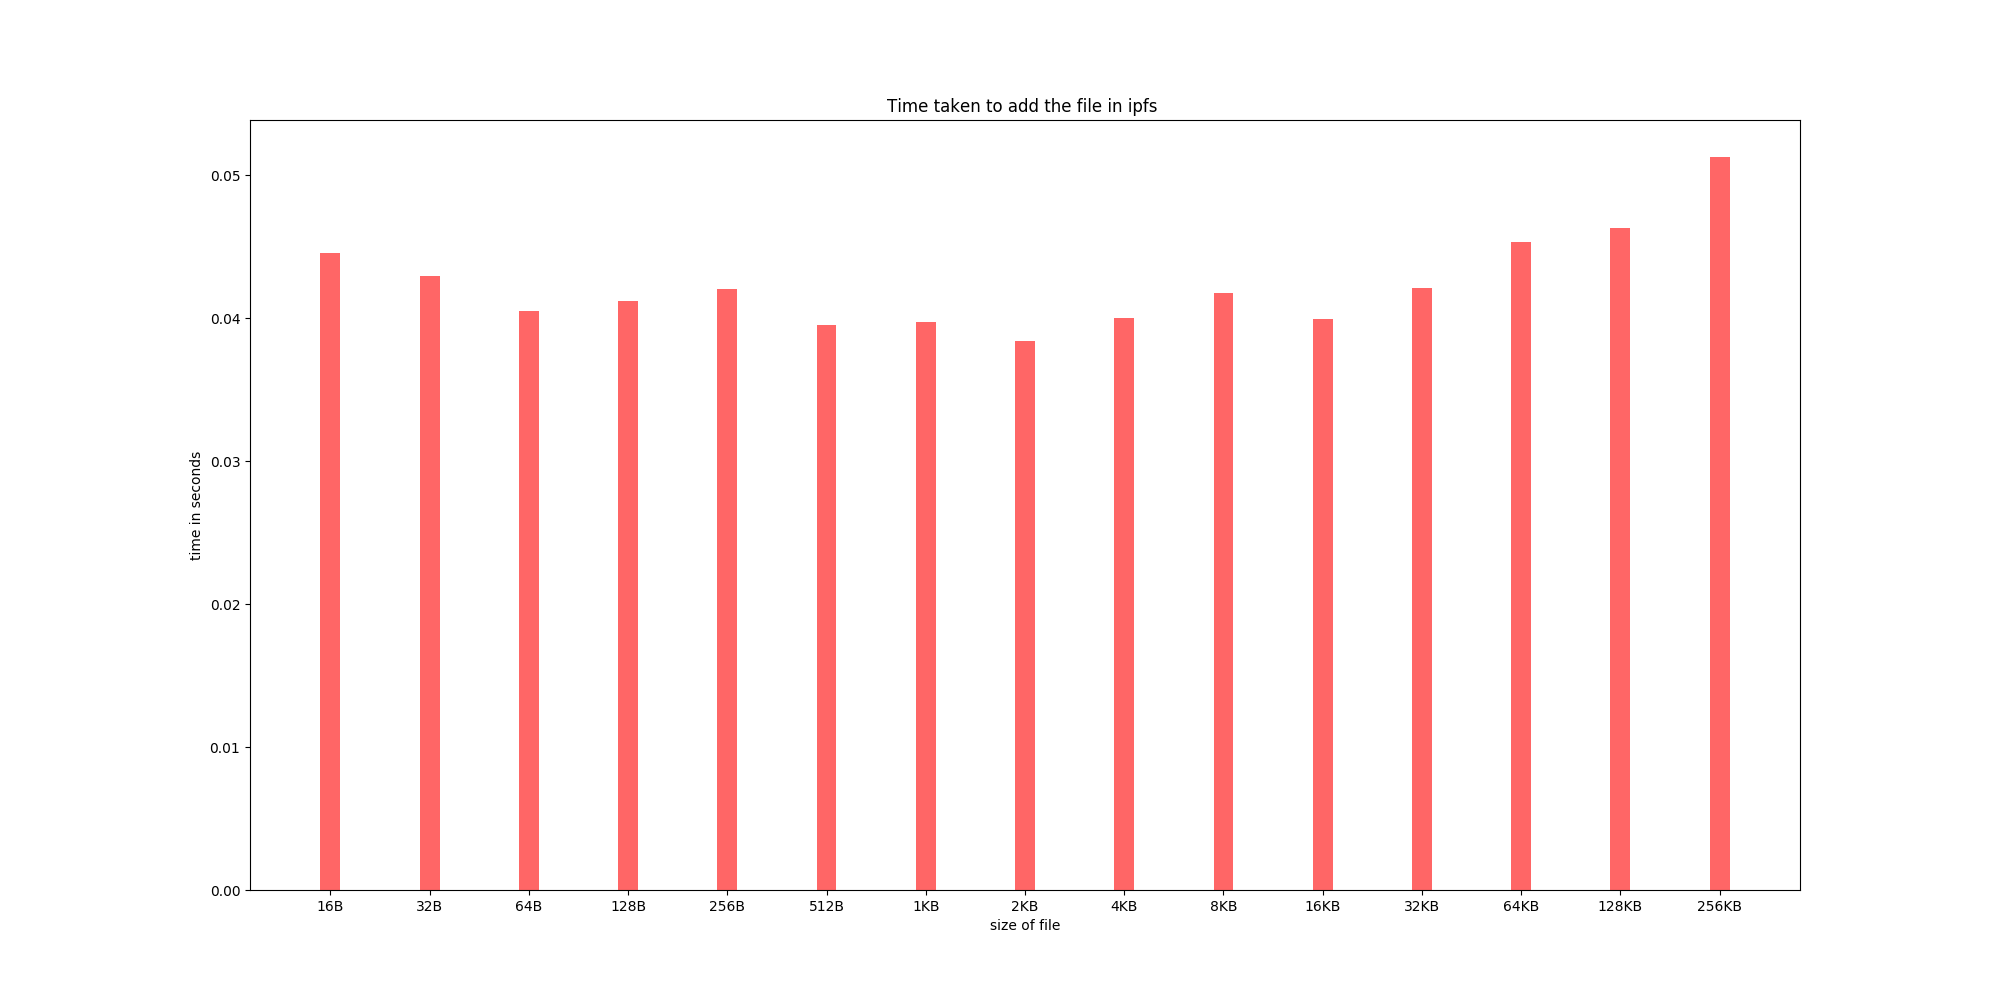 Time taken to add the file in ipfs
0.05
0.04
0.03
0.02
0.01
0.00
time in seconds
16B 32B 64B 128B 256B 512B 1KB 2KB 4KB 8KB 16KB 32KB 64KB 128KB 256KB
size of file